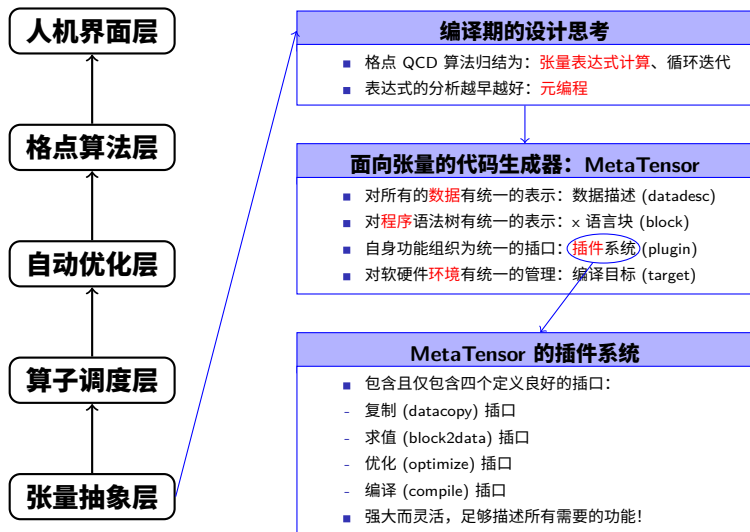 人机界面层
格点算法层
自动优化层
算子调度层
张量抽象层
编译期的设计思考
格点 QCD 算法归结为：张量表达式计算、循环迭代
表达式的分析越早越好：元编程
面向张量的代码生成器：MetaTensor
对所有的数据有统一的表示：数据描述 (datadesc)
对程序语法树有统一的表示：x 语言块 (block)
自身功能组织为统一的插口：插件系统 (plugin)
对软硬件环境有统一的管理：编译目标 (target)
MetaTensor 的插件系统
包含且仅包含四个定义良好的插口：
- 复制 (datacopy) 插口
- 求值 (block2data) 插口
- 优化 (optimize) 插口
- 编译 (compile) 插口
强大而灵活，足够描述所有需要的功能！